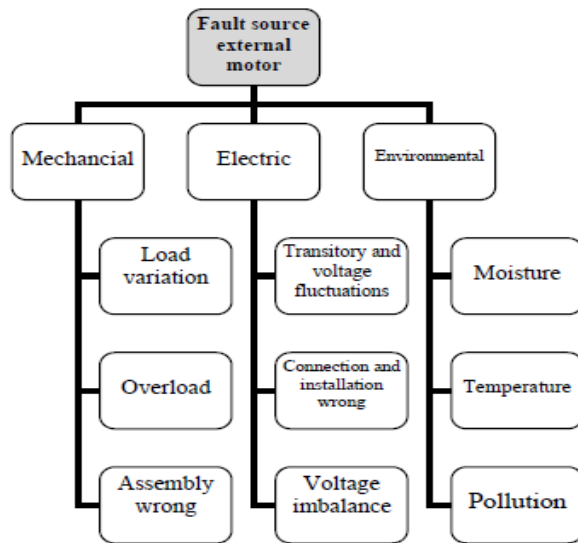 Fault source
external
motor
Mechancial
Electric
Environmental
Load
variation
Transitory and
voltage
fluctuations
Moisture
Overload
Connection and
installation
wrong
Temperature
Assembly
wrong
Voltage
imbalance
Pollution